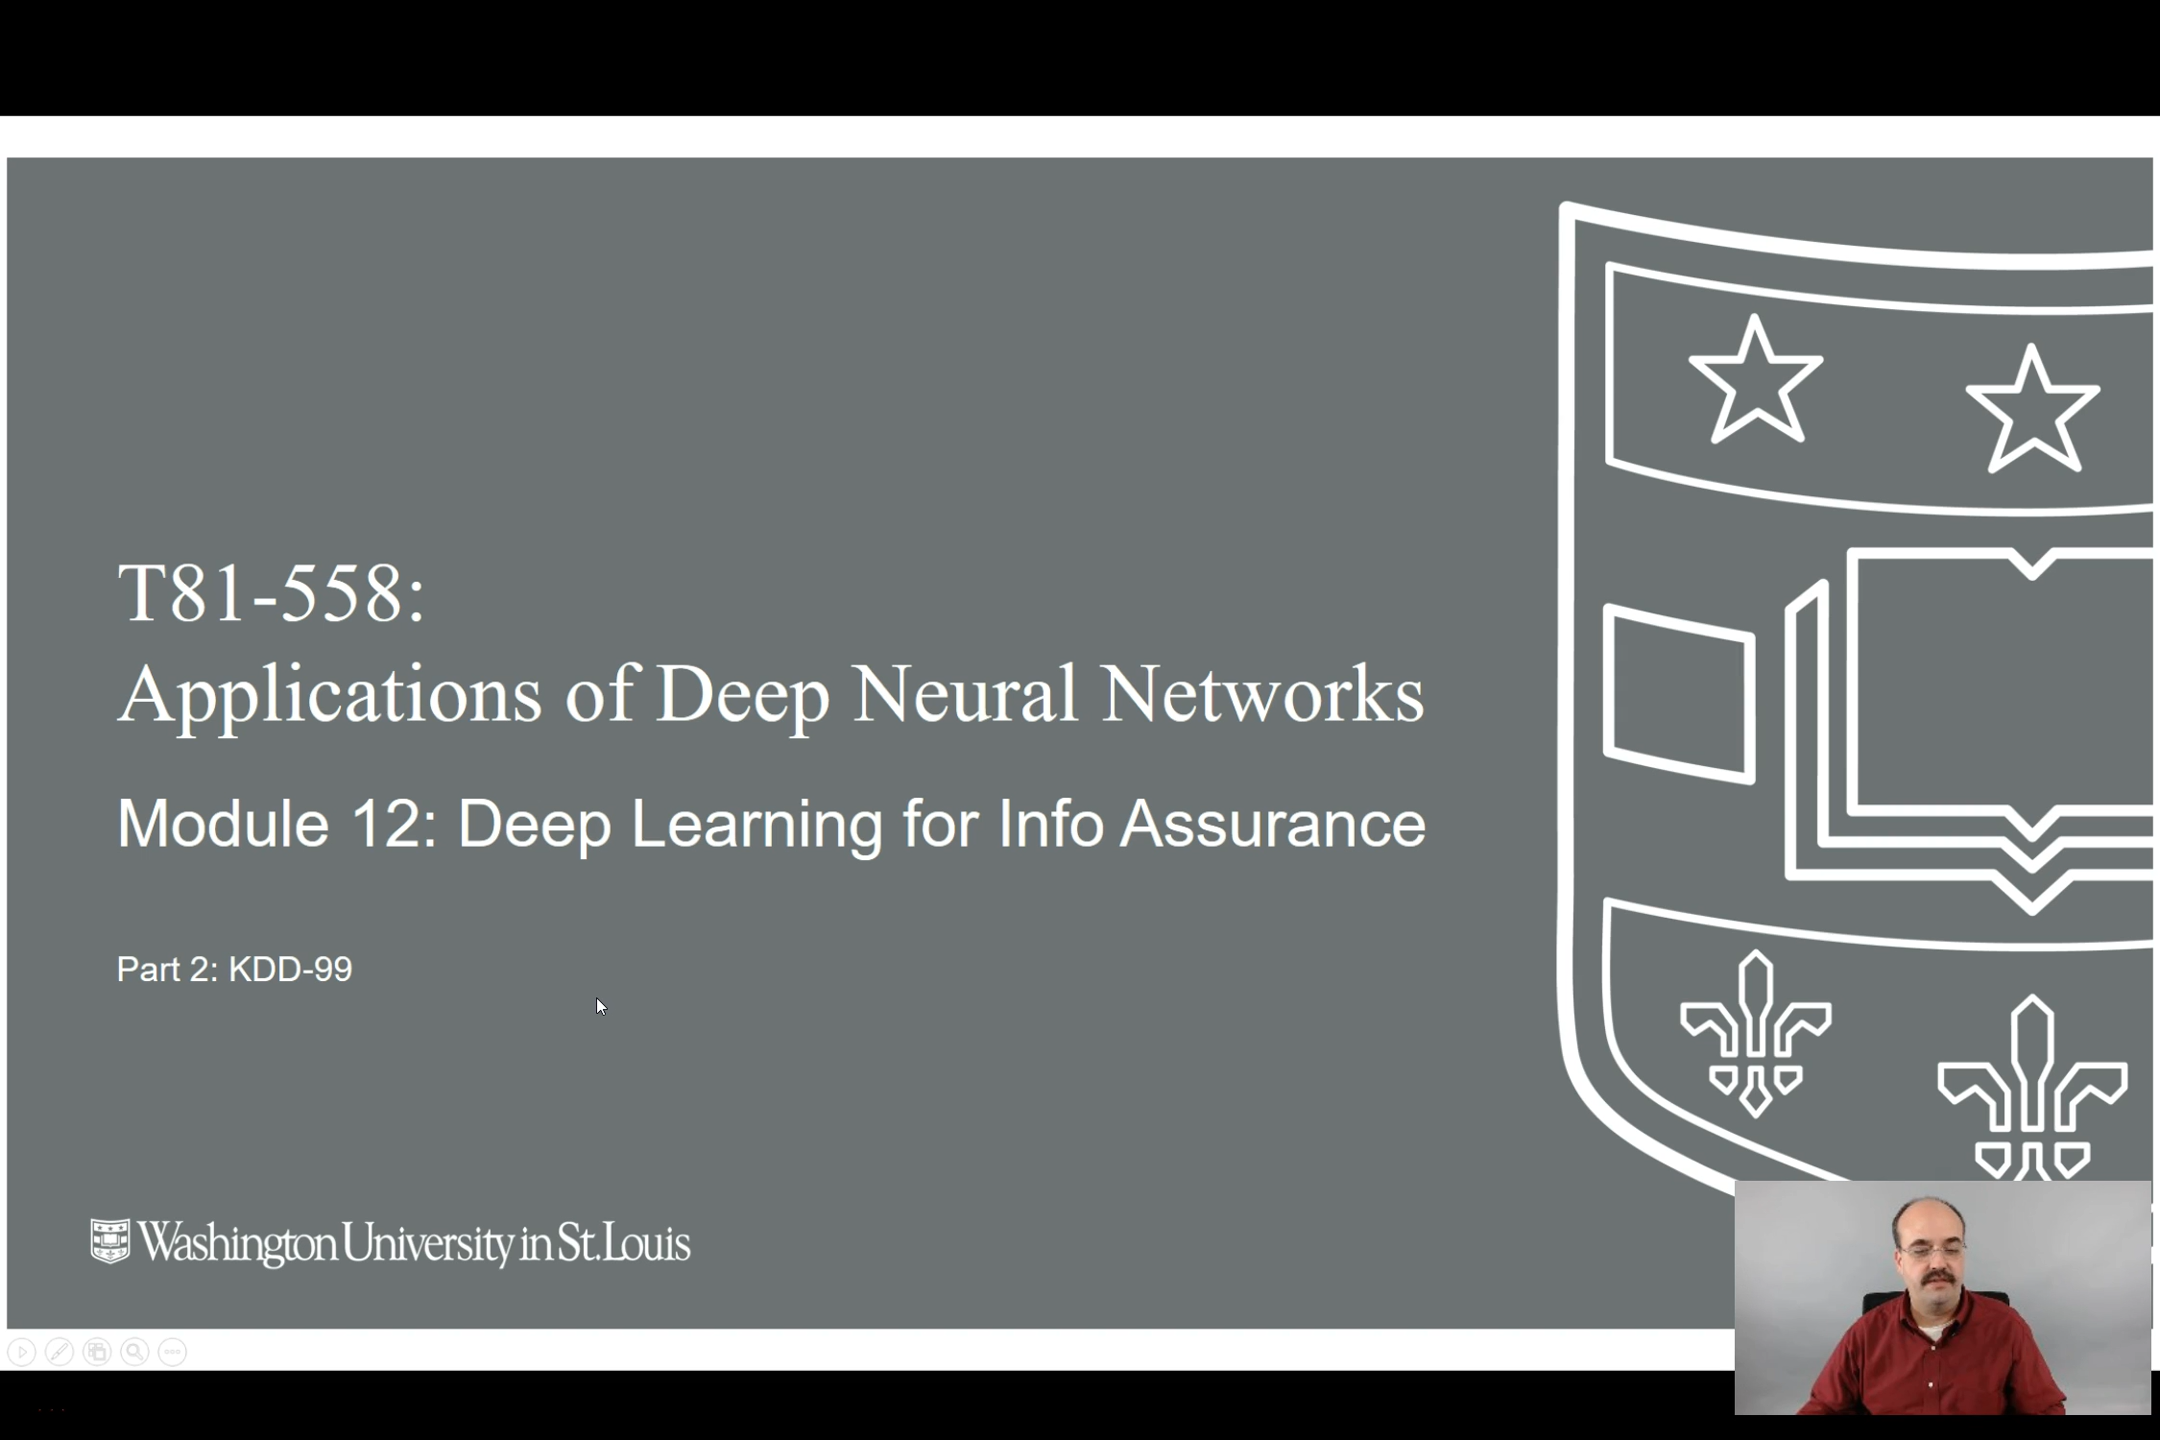 T81-558:
Applications of Deep Neural Networks
Module 12: Deep Learning for Info Assurance
Part 2: KDD-99
Washington University in St. Louis